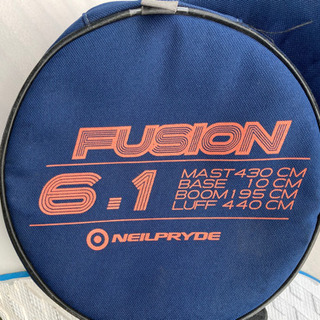 FUSION
6.1
MAST 430 CM
BASE 10 CM
BOOM 195 CM
LUFF 440 CM
NEILPRYDE